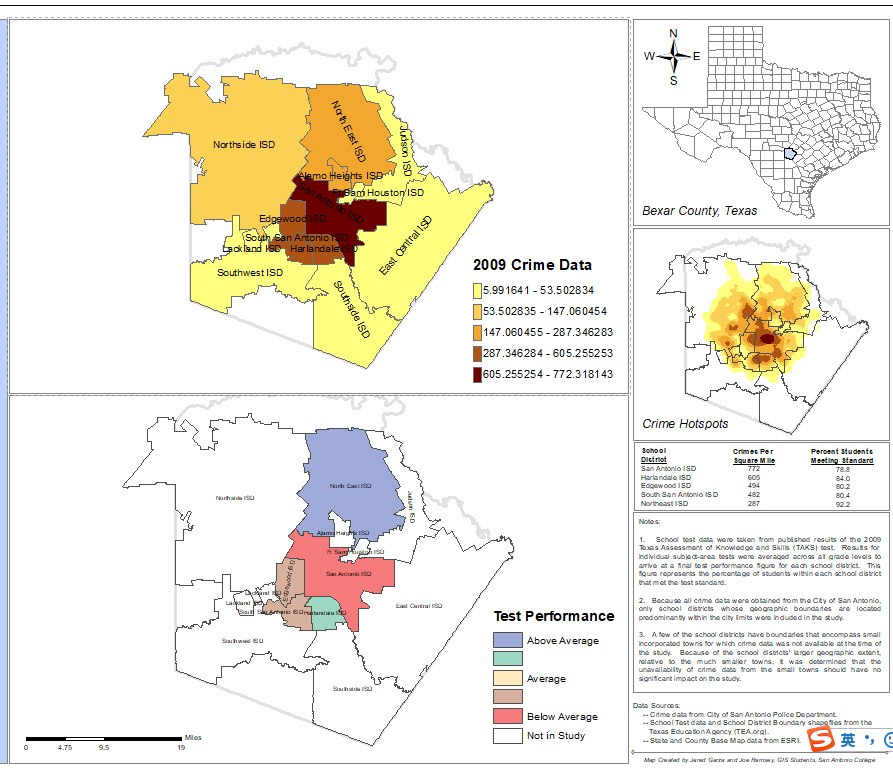 Northside ISD
North East ISD
Judson ISD
Alamo Heights ISD
Ft Sam Houston ISD
San Antonio ISD
Edgewood ISD
South San Antonio ISD
Lackland ISD
Harlandale ISD
East Central ISD
Southwest ISD
Southside ISD
2009 Crime Data
5.991641 - 53.502834
53.502835 - 147.060454
147.060455 - 287.346283
287.346284 - 605.255253
605.255254 - 772.318143
North East ISD
Northside ISD
Judson ISD
Alamo Heights ISD
Ft Sam Houston ISD
San Antonio ISD
Edgewood ISD
Lackland ISD
Lackland ISD
South San Antonio ISD
Harlandale ISD
East Central ISD
Southwest ISD
Southside ISD
Test Performance
Above Average
Average
Below Average
Not in Study
Miles
0 4.75 9.5 19
N
W E
S
Bexar County, Texas
Crime Hotspots
School District Crimes Per Square Mile Percent Students Meeting Standard
San Antonio ISD 772 78.8
Harlandale ISD 605 84.0
Edgewood ISD 494 80.2
South San Antonio ISD 482 80.4
Northeast ISD 287 92.2
Notes:
1. School test data were taken from published results of the 2009
Texas Assessment of Knowledge and Skills (TAKS) test. Results for
individual subject-area tests were averaged across all grade levels to
arrive at a final test performance figure for each school district. This
figure represents the percentage of students within each school district
that met the test standard.
2. Because all crime data were obtained from the City of San Antonio,
only school districts whose geographic boundaries are located
predominantly within the city limits were included in the study.
3. A few of the school districts have boundaries that encompass small
incorporated towns for which crime data was not available at the time of
the study. Because of the school districts' larger geographic extent,
relative to the much smaller towns, it was determined that the
unavailability of crime data from the small towns should have no
significant impact on the study.
Data Sources:
-- Crime data from City of San Antonio Police Department.
-- School Test data and School District Boundary shapefiles from the
Texas Education Agency (TEA.org).
-- State and County Base Map data from ESRI.
S 英
Map Created by Jared Garza and Joe Ramsey, GIS Students, San Antonio College